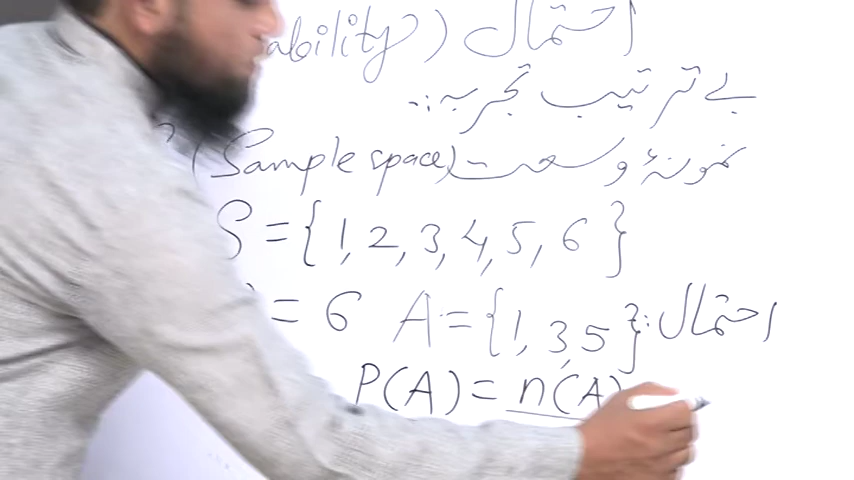 احتمال (ability)
بے ترتیب تجربہ:
نمونۂ وسعت (Sample space)
S = {1, 2, 3, 4, 5, 6}
= 6 A = {1, 3, 5} احتمال:
P(A) = n(A)